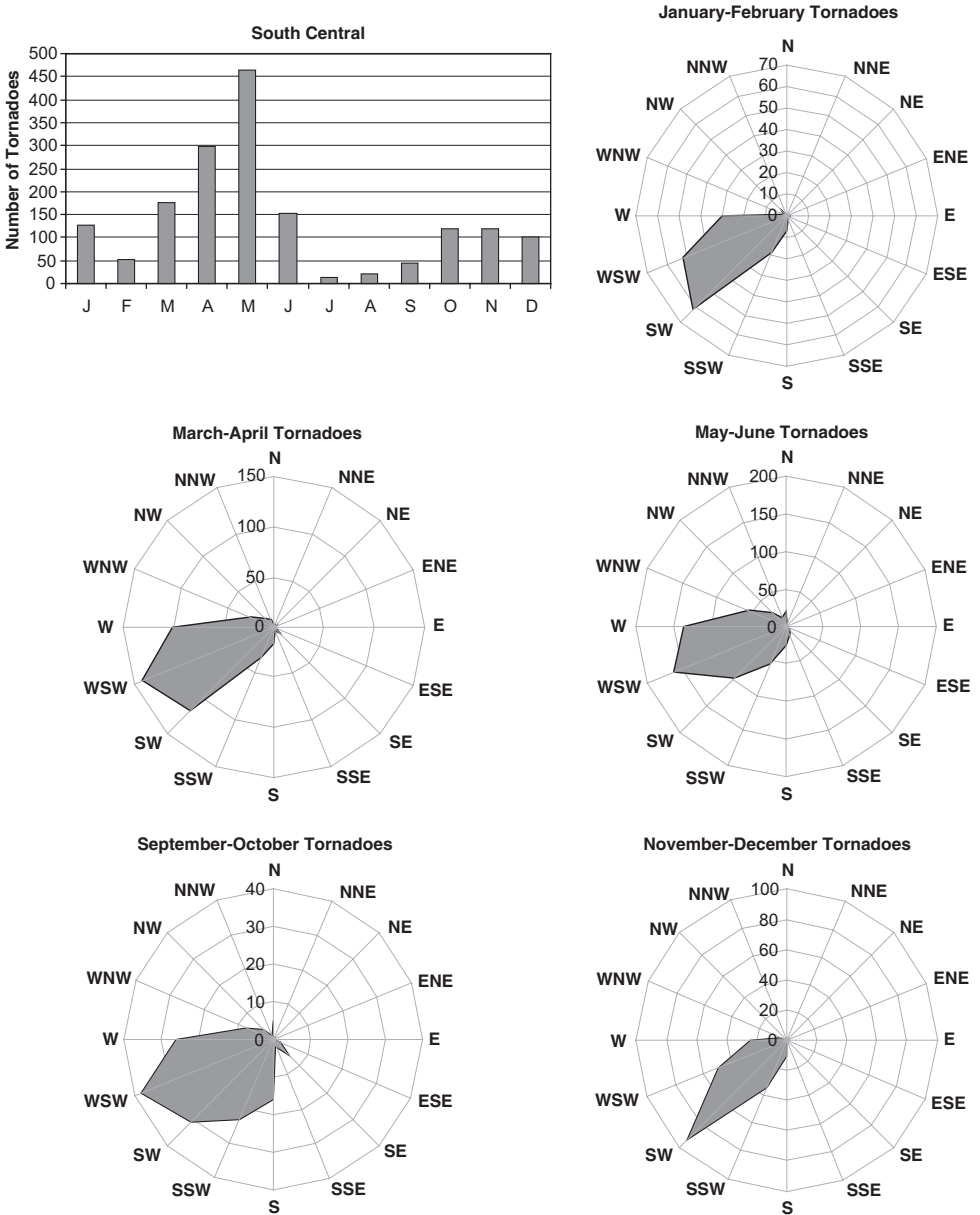 South Central
Number of Tornadoes
500
450
400
350
300
250
200
150
100
50
0
J F M A M J J A S O N D
January-February Tornadoes
N
NNW NNE
NW NE
WNW ENE
W E
WSW ESE
SW SE
SSW SSE
S
70
60
50
40
30
20
10
0
March-April Tornadoes
N
NNW NNE
NW NE
WNW ENE
W E
WSW ESE
SW SE
SSW SSE
S
150
100
50
0
May-June Tornadoes
N
NNW NNE
NW NE
WNW ENE
W E
WSW ESE
SW SE
SSW SSE
S
200
150
100
50
0
September-October Tornadoes
N
NNW NNE
NW NE
WNW ENE
W E
WSW ESE
SW SE
SSW SSE
S
40
30
20
10
0
November-December Tornadoes
N
NNW NNE
NW NE
WNW ENE
W E
WSW ESE
SW SE
SSW SSE
S
100
80
60
40
20
0